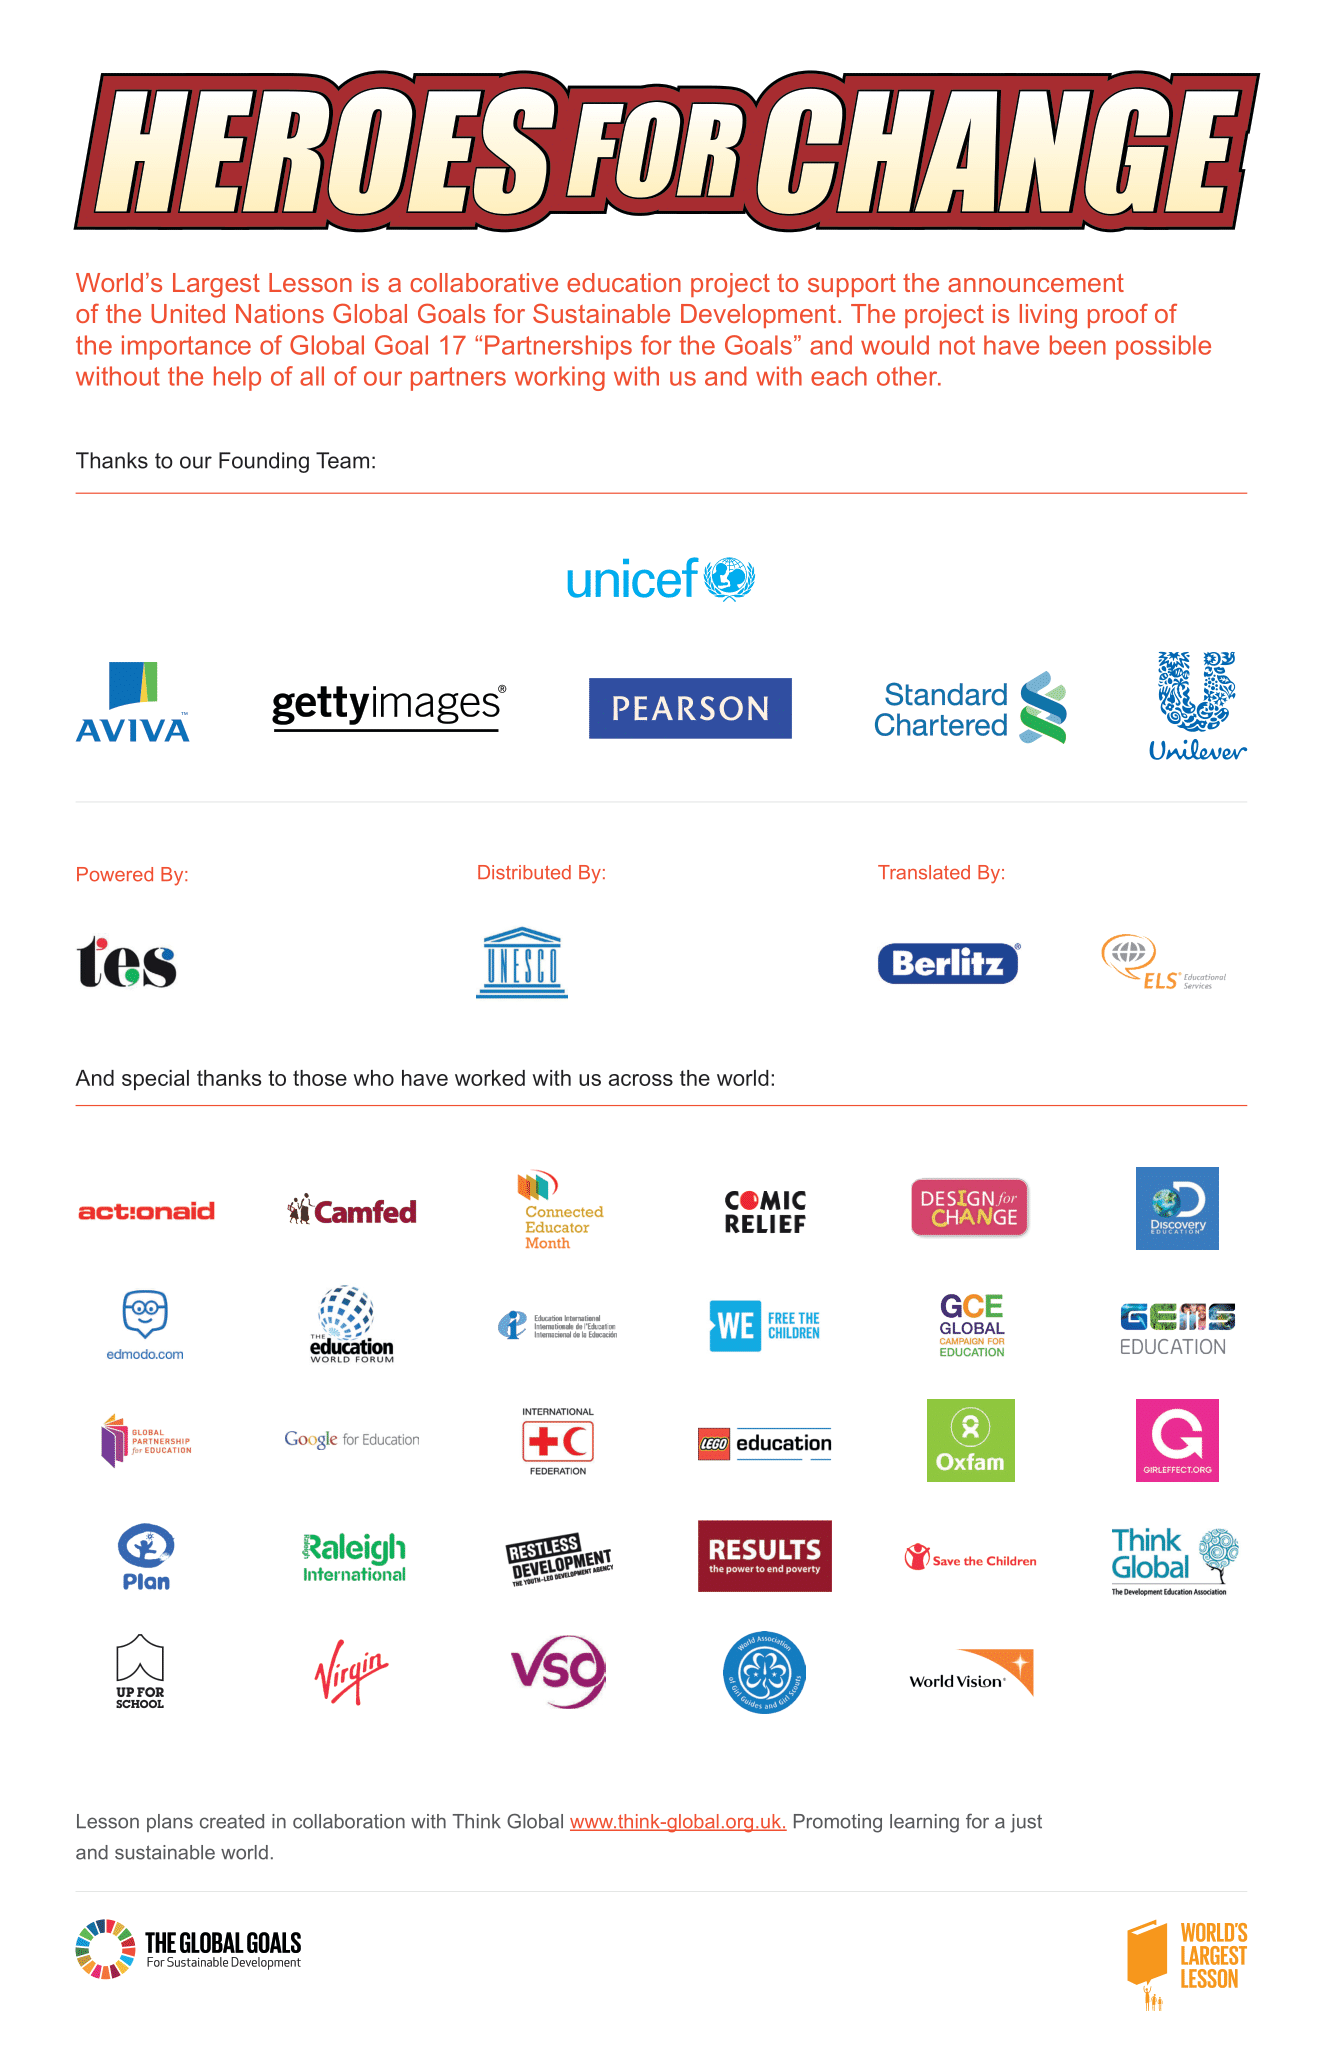 HEROES FOR CHANGE
World’s Largest Lesson is a collaborative education project to support the announcement
of the United Nations Global Goals for Sustainable Development. The project is living proof of
the importance of Global Goal 17 “Partnerships for the Goals” and would not have been possible
without the help of all of our partners working with us and with each other.
Thanks to our Founding Team:
unicef
AVIVA™
gettyimages®
PEARSON
Standard
Chartered
Unilever
Powered By:
Distributed By:
Translated By:
tes
UNESCO
Berlitz®
ELS® Educational
Services
And special thanks to those who have worked with us across the world:
act!onaid
Camfed
Connected
Educator
Month
COMIC
RELIEF
DESIGN for
CHANGE
Discovery
EDUCATION
edmodo.com
THE
education
WORLD FORUM
Education International
Internationale de l'Education
Internacional de la Educación
WE FREE THE
CHILDREN
GCE
GLOBAL
CAMPAIGN FOR
EDUCATION
GEMS
EDUCATION
GLOBAL
PARTNERSHIP
for EDUCATION
Google for Education
INTERNATIONAL
FEDERATION
LEGO education
Oxfam
G
GIRLEFFECT.ORG
Plan
Raleigh
Raleigh
International
RESTLESS
DEVELOPMENT
THE YOUTH-LED DEVELOPMENT AGENCY
RESULTS
the power to end poverty
Save the Children
Think
Global
The Development Education Association
UP FOR
SCHOOL
Virgin
VSO
World Association
of Girl Guides and Girl Scouts
World Vision®
Lesson plans created in collaboration with Think Global www.think-global.org.uk. Promoting learning for a just
and sustainable world.
THE GLOBAL GOALS
For Sustainable Development
WORLD'S
LARGEST
LESSON